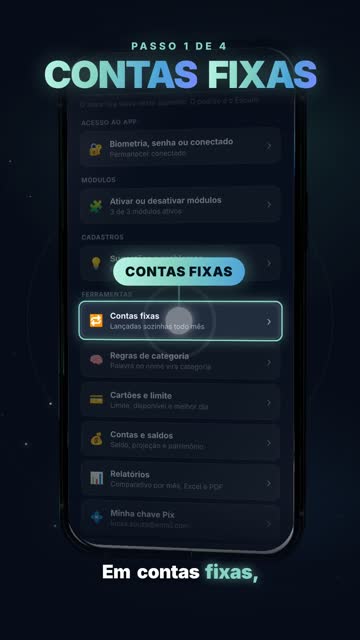 PASSO 1 DE 4
CONTAS FIXAS
ACESSO AO APP
Biometria, senha ou conectado
Permanecer conectado
MÓDULOS
Ativar ou desativar módulos
3 de 3 módulos ativos
CADASTROS
CONTAS FIXAS
FERRAMENTAS
Contas fixas
Lançadas sozinhas todo mês
Regras de categoria
Palavra do nome vira categoria
Cartões e limite
Limite, disponível e melhor dia
Contas e saldos
Saldo, projeção e patrimônio
Relatórios
Comparativo por mês, Excel e PDF
Minha chave Pix
Em contas fixas,